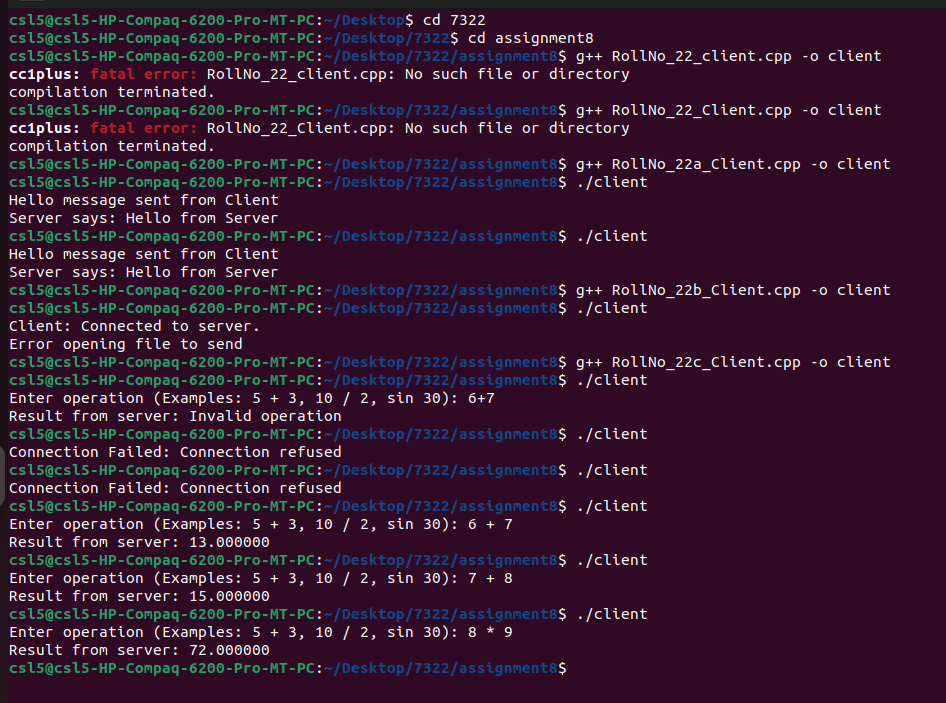 csl5@csl5-HP-Compaq-6200-Pro-MT-PC:~/Desktop$ cd 7322
csl5@csl5-HP-Compaq-6200-Pro-MT-PC:~/Desktop/7322$ cd assignment8
csl5@csl5-HP-Compaq-6200-Pro-MT-PC:~/Desktop/7322/assignment8$ g++ RollNo_22_client.cpp -o client
cc1plus: fatal error: RollNo_22_client.cpp: No such file or directory
compilation terminated.
csl5@csl5-HP-Compaq-6200-Pro-MT-PC:~/Desktop/7322/assignment8$ g++ RollNo_22_Client.cpp -o client
cc1plus: fatal error: RollNo_22_Client.cpp: No such file or directory
compilation terminated.
csl5@csl5-HP-Compaq-6200-Pro-MT-PC:~/Desktop/7322/assignment8$ g++ RollNo_22a_Client.cpp -o client
csl5@csl5-HP-Compaq-6200-Pro-MT-PC:~/Desktop/7322/assignment8$ ./client
Hello message sent from Client
Server says: Hello from Server
csl5@csl5-HP-Compaq-6200-Pro-MT-PC:~/Desktop/7322/assignment8$ ./client
Hello message sent from Client
Server says: Hello from Server
csl5@csl5-HP-Compaq-6200-Pro-MT-PC:~/Desktop/7322/assignment8$ g++ RollNo_22b_Client.cpp -o client
csl5@csl5-HP-Compaq-6200-Pro-MT-PC:~/Desktop/7322/assignment8$ ./client
Client: Connected to server.
Error opening file to send
csl5@csl5-HP-Compaq-6200-Pro-MT-PC:~/Desktop/7322/assignment8$ g++ RollNo_22c_Client.cpp -o client
csl5@csl5-HP-Compaq-6200-Pro-MT-PC:~/Desktop/7322/assignment8$ ./client
Enter operation (Examples: 5 + 3, 10 / 2, sin 30): 6+7
Result from server: Invalid operation
csl5@csl5-HP-Compaq-6200-Pro-MT-PC:~/Desktop/7322/assignment8$ ./client
Connection Failed: Connection refused
csl5@csl5-HP-Compaq-6200-Pro-MT-PC:~/Desktop/7322/assignment8$ ./client
Connection Failed: Connection refused
csl5@csl5-HP-Compaq-6200-Pro-MT-PC:~/Desktop/7322/assignment8$ ./client
Enter operation (Examples: 5 + 3, 10 / 2, sin 30): 6 + 7
Result from server: 13.000000
csl5@csl5-HP-Compaq-6200-Pro-MT-PC:~/Desktop/7322/assignment8$ ./client
Enter operation (Examples: 5 + 3, 10 / 2, sin 30): 7 + 8
Result from server: 15.000000
csl5@csl5-HP-Compaq-6200-Pro-MT-PC:~/Desktop/7322/assignment8$ ./client
Enter operation (Examples: 5 + 3, 10 / 2, sin 30): 8 * 9
Result from server: 72.000000
csl5@csl5-HP-Compaq-6200-Pro-MT-PC:~/Desktop/7322/assignment8$